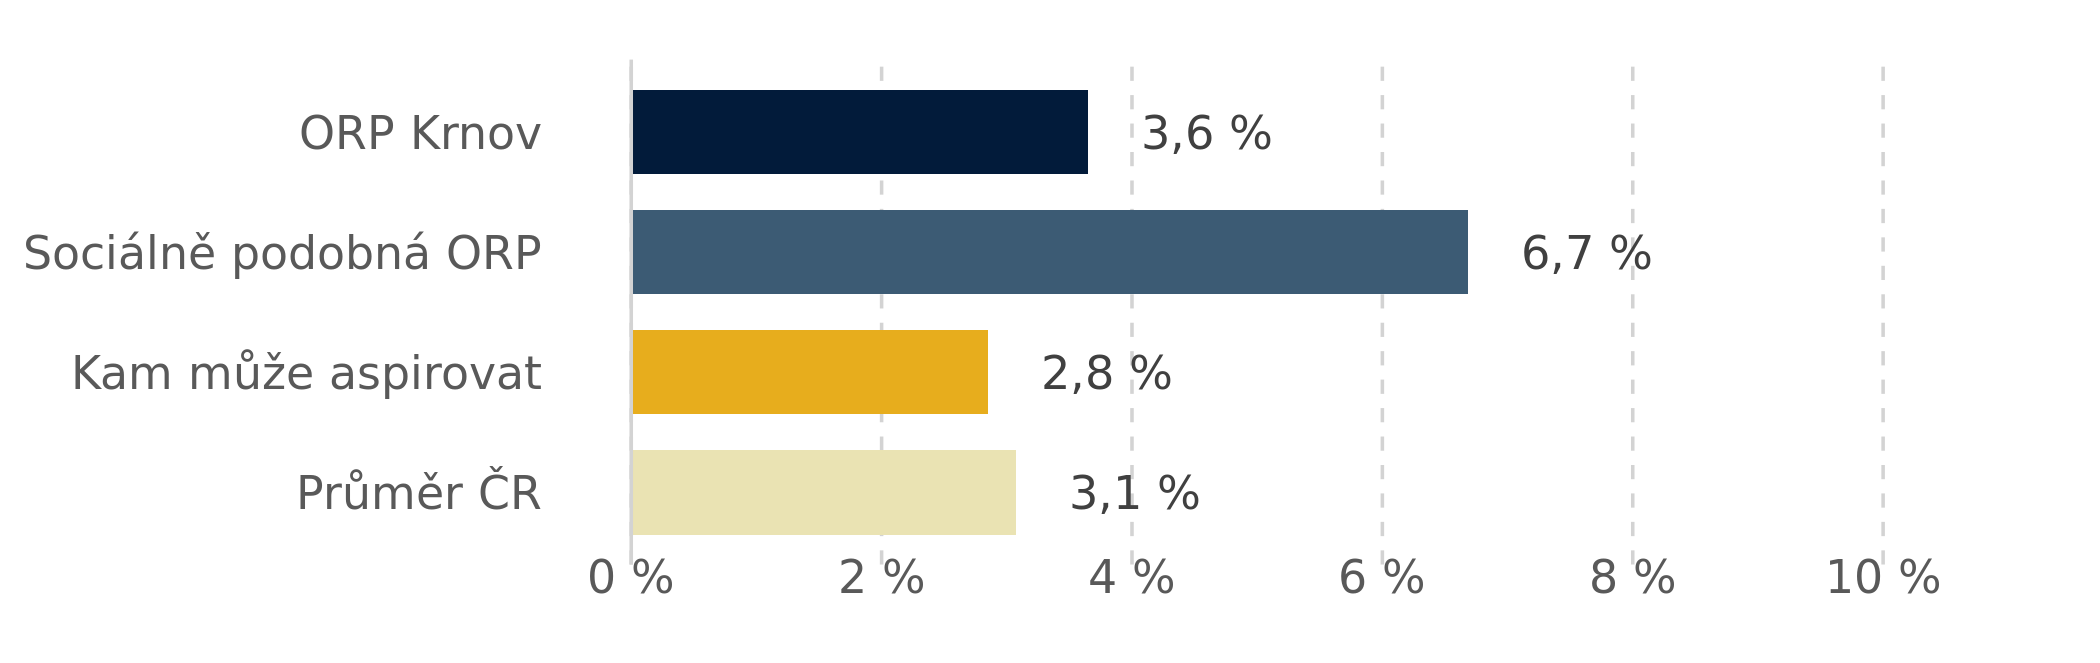 ORP Krnov 3,6 %
Sociálně podobná ORP 6,7 %
Kam může aspirovat 2,8 %
Průměr ČR 3,1 %
0 % 2 % 4 % 6 % 8 % 10 %